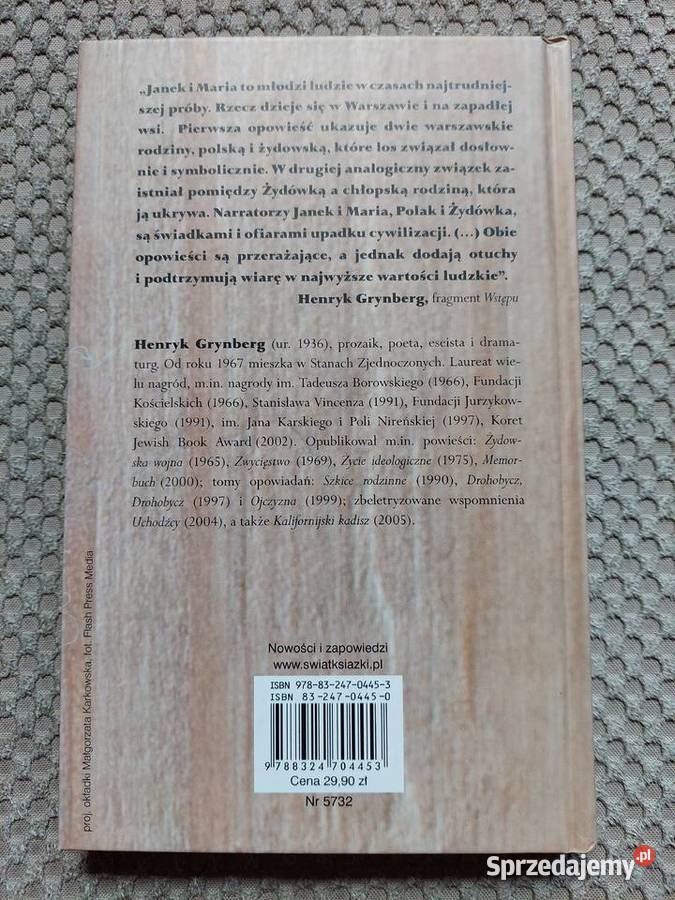 „Janek i Maria to młodzi ludzie w czasach najtrudniej-
szej próby. Rzecz dzieje się w Warszawie i na zapadłej
wsi. Pierwsza opowieść ukazuje dwie warszawskie
rodziny, polską i żydowską, które los związał dosłow-
nie i symbolicznie. W drugiej analogiczny związek za-
istniał pomiędzy Żydówką a chłopską rodziną, która
ją ukrywa. Narratorzy Janek i Maria, Polak i Żydówka,
są świadkami i ofiarami upadku cywilizacji. (...) Obie
opowieści są przerażające, a jednak dodają otuchy
i podtrzymują wiarę w najwyższe wartości ludzkie”.
Henryk Grynberg, fragment Wstępu
Henryk Grynberg (ur. 1936), prozaik, poeta, eseista i drama-
turg. Od roku 1967 mieszka w Stanach Zjednoczonych. Laureat wie-
lu nagród, m.in. nagrody im. Tadeusza Borowskiego (1966), Fundacji
Kościelskich (1966), Stanisława Vincenza (1991), Fundacji Jurzykow-
skiego (1991), im. Jana Karskiego i Poli Nireńskiej (1997), Koret
Jewish Book Award (2002). Opublikował m.in. powieści: Żydow-
ska wojna (1965), Zwycięstwo (1969), Życie ideologiczne (1975), Memor-
buch (2000); tomy opowiadań: Szkice rodzinne (1990), Drohobycz,
Drohobycz (1997) i Ojczyzna (1999); zbeletryzowane wspomnienia
Uchodźcy (2004), a także Kalifornijski kadisz (2005).
proj. okładki Małgorzata Karkowska, fot. Flash Press Media
Nowości i zapowiedzi
www.swiatksiazki.pl
ISBN 978-83-247-0445-3
ISBN 83-247-0445-0
9 788324 704453
Cena 29,90 zł
Nr 5732
Sprzedajemy.pl